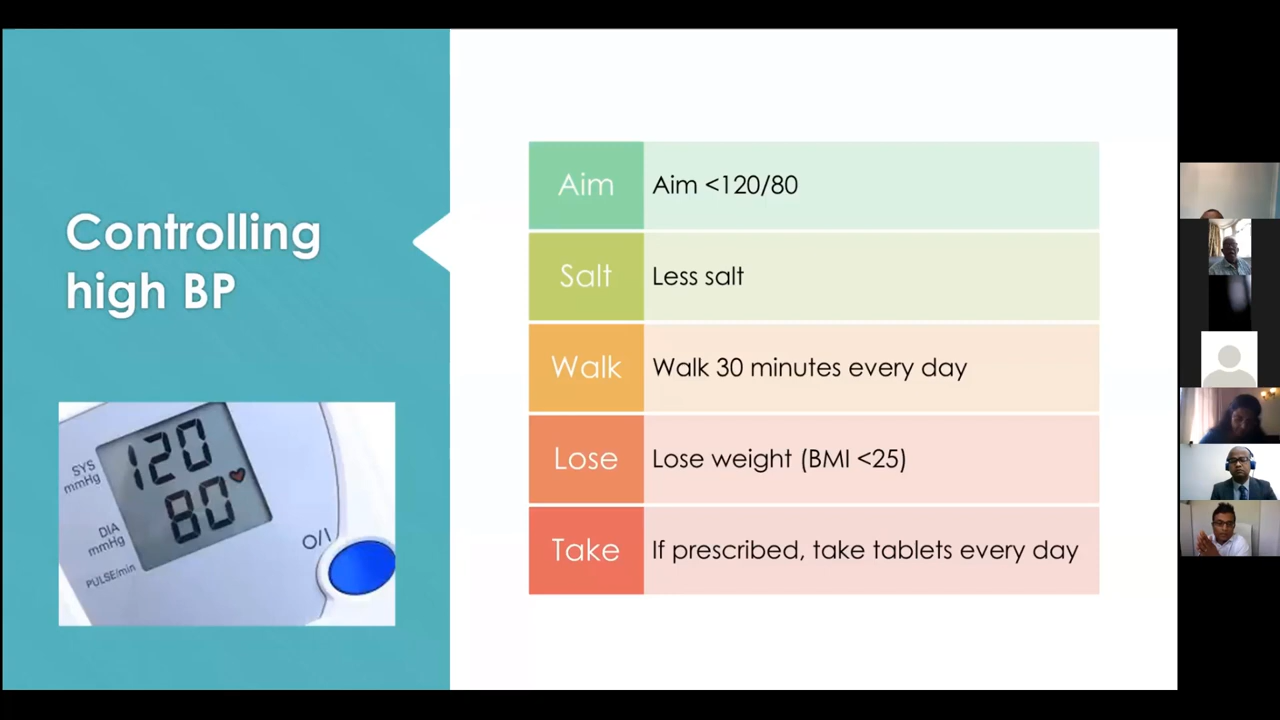 Controlling
high BP
Aim
Aim <120/80
Salt
Less salt
Walk
Walk 30 minutes every day
Lose
Lose weight (BMI <25)
Take
If prescribed, take tablets every day
SYS
mmHg
120
80
DIA
mmHg
PULSE/min
O/I